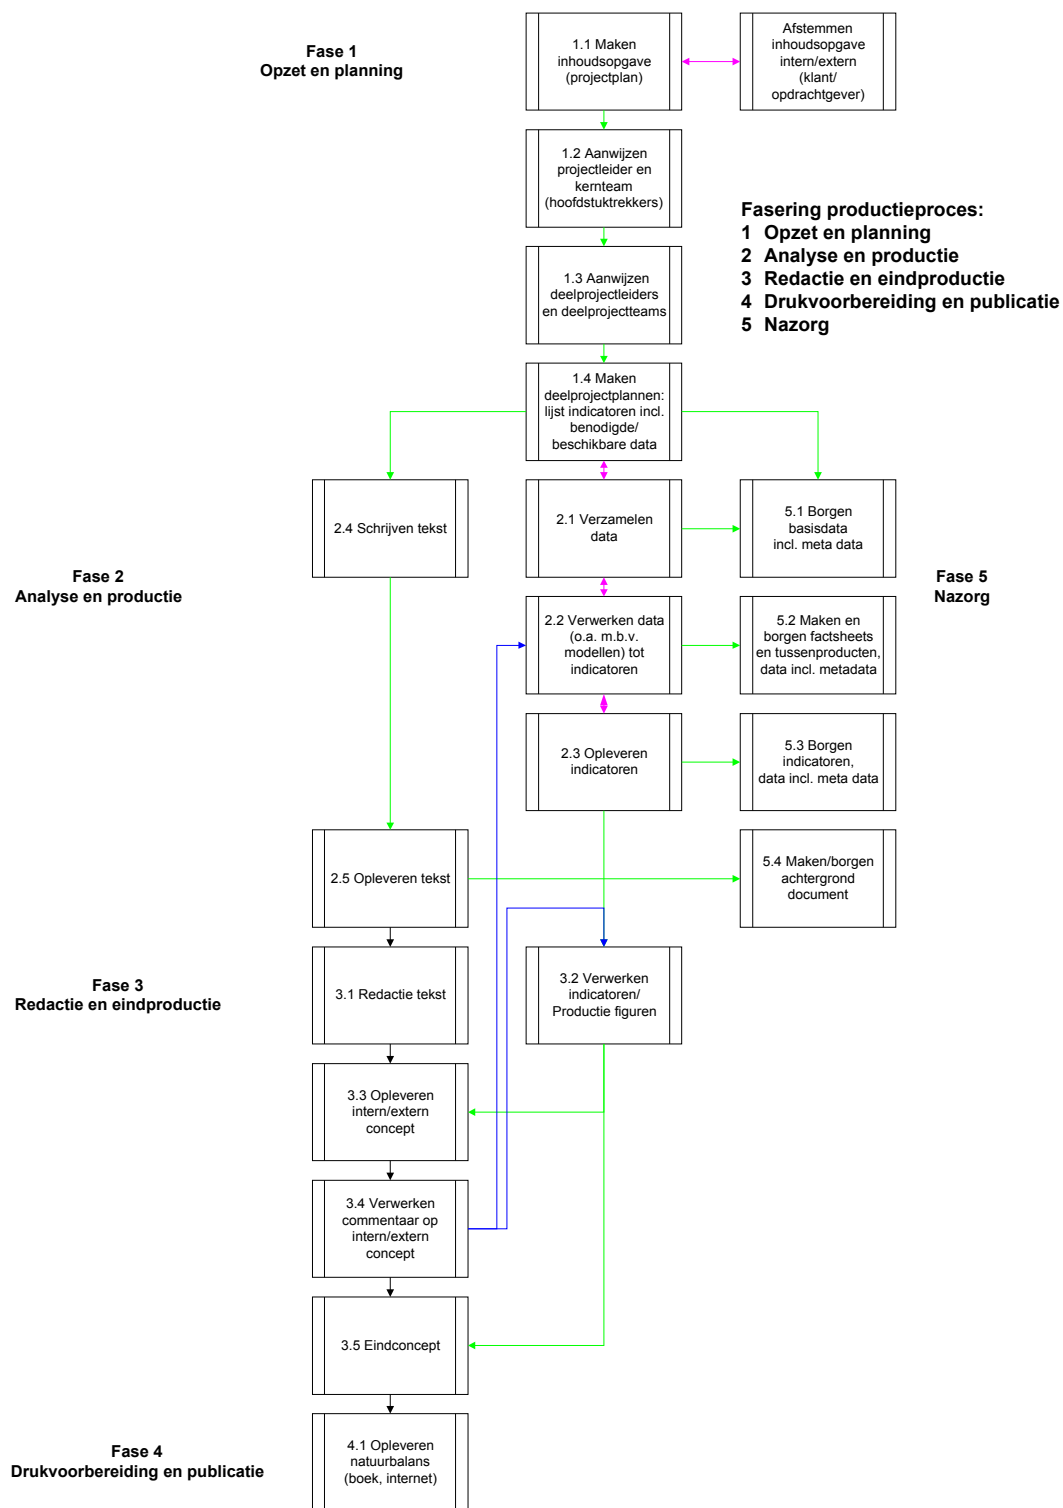 Fase 1
Opzet en planning
1.1 Maken
inhoudsopgave
(projectplan)
Afstemmen
inhoudsopgave
intern/extern
(klant/
opdrachtgever)
1.2 Aanwijzen
projectleider en
kernteam
(hoofdstuktrekkers)
Fasering productieproces:
1 Opzet en planning
2 Analyse en productie
3 Redactie en eindproductie
4 Drukvoorbereiding en publicatie
5 Nazorg
1.3 Aanwijzen
deelprojectleiders
en deelprojectteams
1.4 Maken
deelprojectplannen:
lijst indicatoren incl.
benodigde/
beschikbare data
2.4 Schrijven tekst
2.1 Verzamelen
data
5.1 Borgen
basisdata
incl. meta data
Fase 2
Analyse en productie
Fase 5
Nazorg
2.2 Verwerken data
(o.a. m.b.v.
modellen) tot
indicatoren
5.2 Maken en
borgen factsheets
en tussenproducten,
data incl. metadata
2.3 Opleveren
indicatoren
5.3 Borgen
indicatoren,
data incl. meta data
2.5 Opleveren tekst
5.4 Maken/borgen
achtergrond
document
Fase 3
Redactie en eindproductie
3.1 Redactie tekst
3.2 Verwerken
indicatoren/
Productie figuren
3.3 Opleveren
intern/extern
concept
3.4 Verwerken
commentaar op
intern/extern
concept
3.5 Eindconcept
Fase 4
Drukvoorbereiding en publicatie
4.1 Opleveren
natuurbalans
(boek, internet)